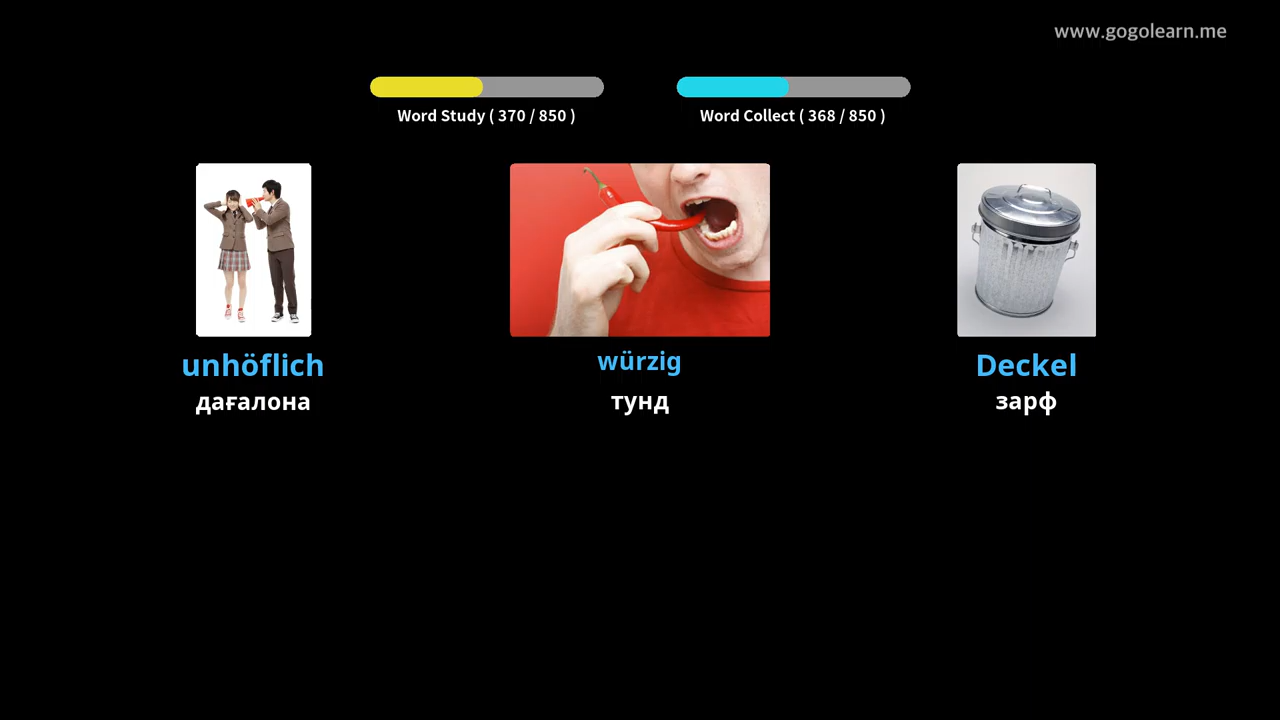 www.gogolearn.me
Word Study ( 370 / 850 )
Word Collect ( 368 / 850 )
unhöflich
würzig
Deckel
дағалона
тунд
зарф